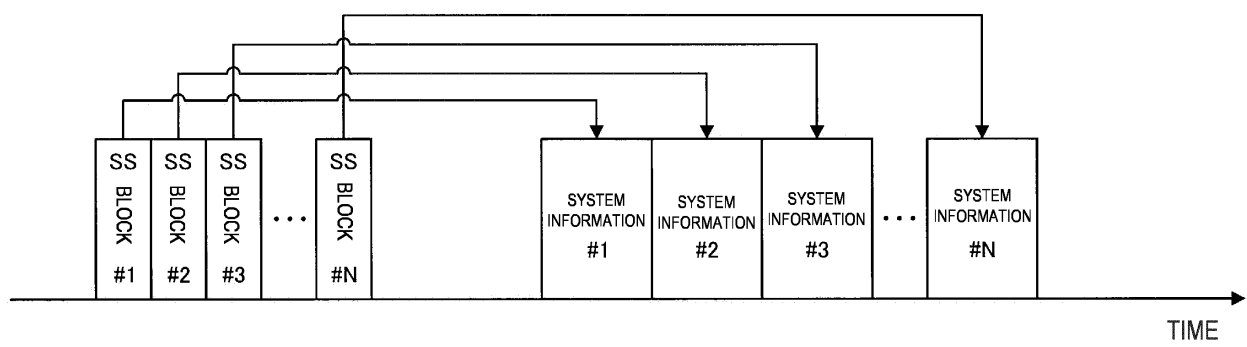 SS BLOCK #1
SS BLOCK #2
SS BLOCK #3
...
SS BLOCK #N
SYSTEM
INFORMATION
#1
SYSTEM
INFORMATION
#2
SYSTEM
INFORMATION
#3
...
SYSTEM
INFORMATION
#N
TIME